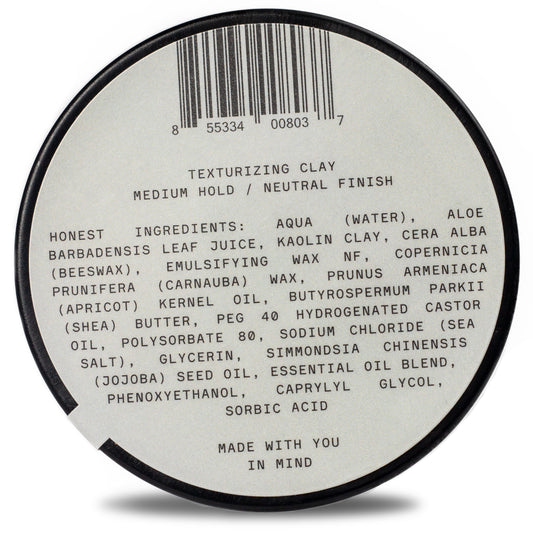 8 55334 00803 7
TEXTURIZING CLAY
MEDIUM HOLD / NEUTRAL FINISH
HONEST INGREDIENTS: AQUA (WATER), ALOE
BARBADENSIS LEAF JUICE, KAOLIN CLAY, CERA ALBA
(BEESWAX), EMULSIFYING WAX NF, COPERNICIA
PRUNIFERA (CARNAUBA) WAX, PRUNUS ARMENIACA
(APRICOT) KERNEL OIL, BUTYROSPERMUM PARKII
(SHEA) BUTTER, PEG 40 HYDROGENATED CASTOR
OIL, POLYSORBATE 80, SODIUM CHLORIDE (SEA
SALT), GLYCERIN, SIMMONDSIA CHINENSIS
(JOJOBA) SEED OIL, ESSENTIAL OIL BLEND,
PHENOXYETHANOL, CAPRYLYL GLYCOL,
SORBIC ACID
MADE WITH YOU
IN MIND